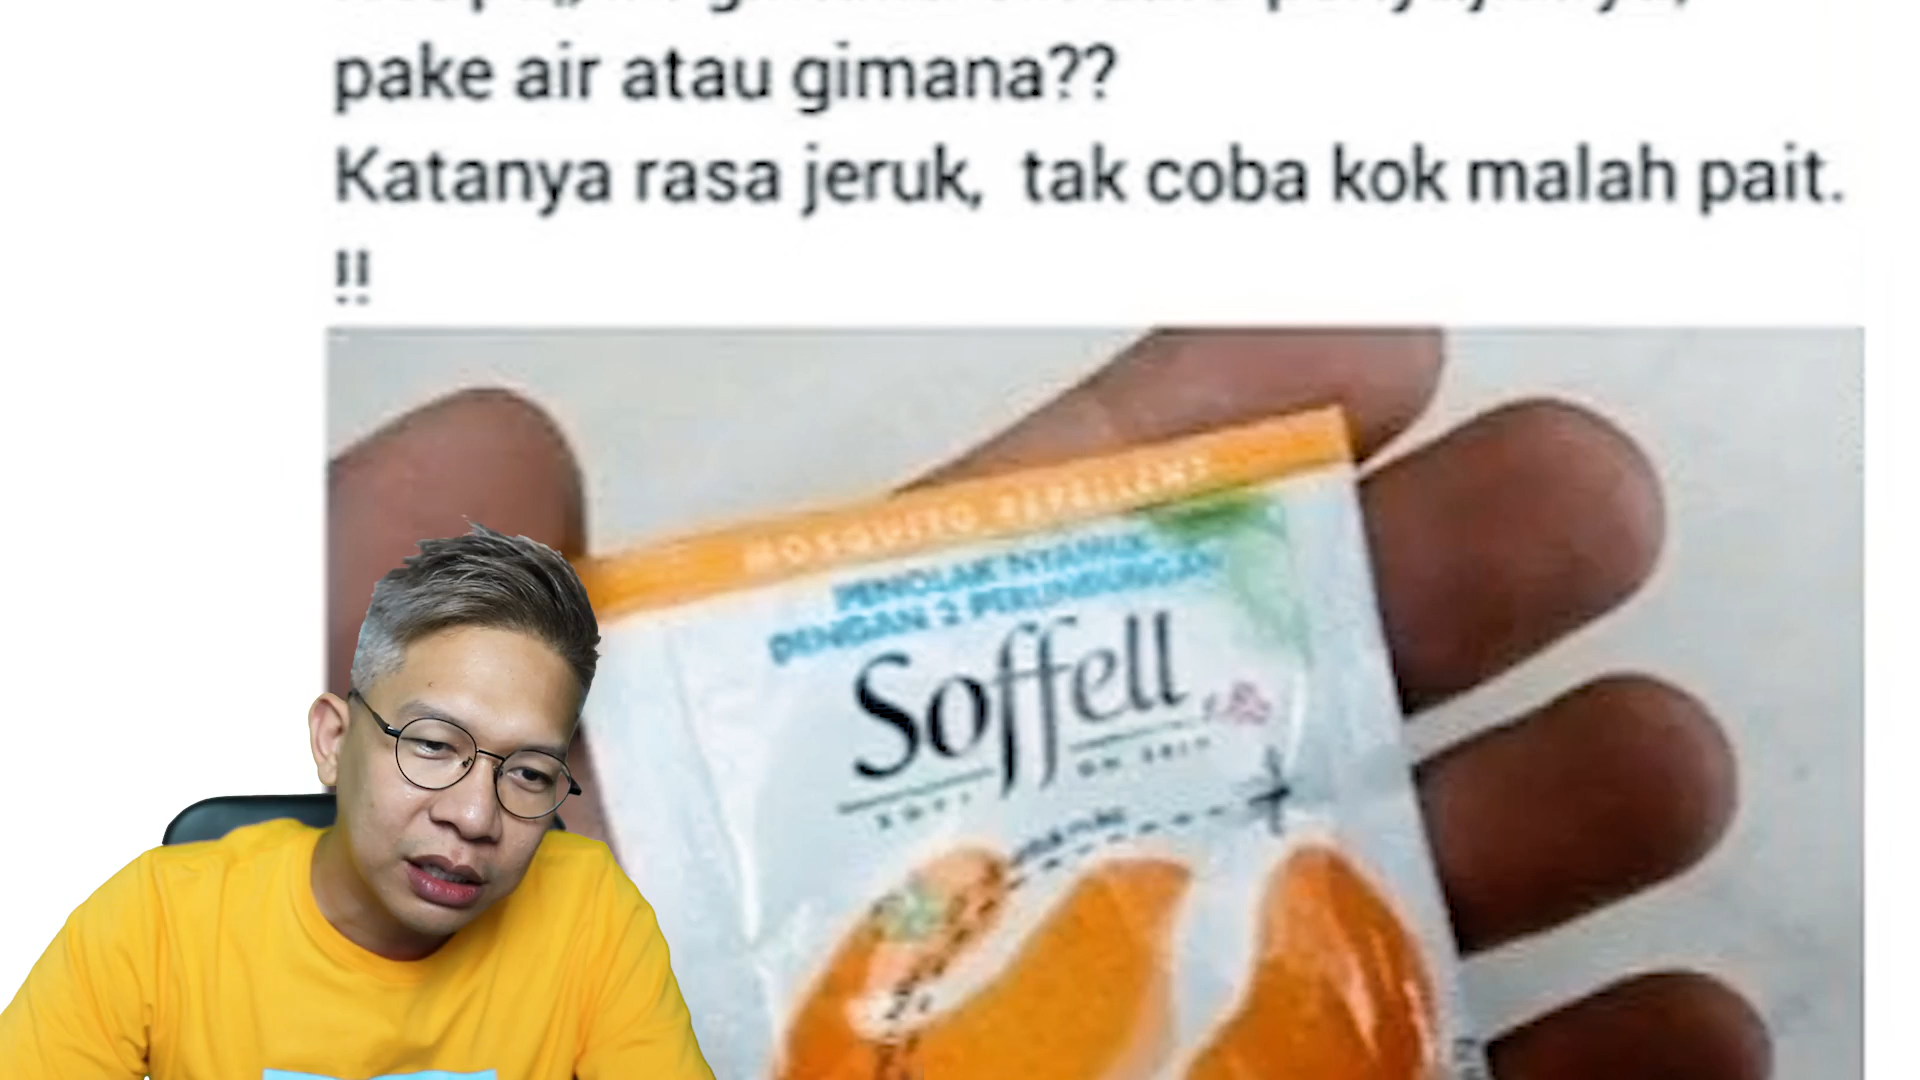 pake air atau gimana??
Katanya rasa jeruk, tak coba kok malah pait.
!!
MOSQUITO REPELLENT
PENOLAK NYAMUK
DENGAN 2 PERLINDUNGAN
Soffell